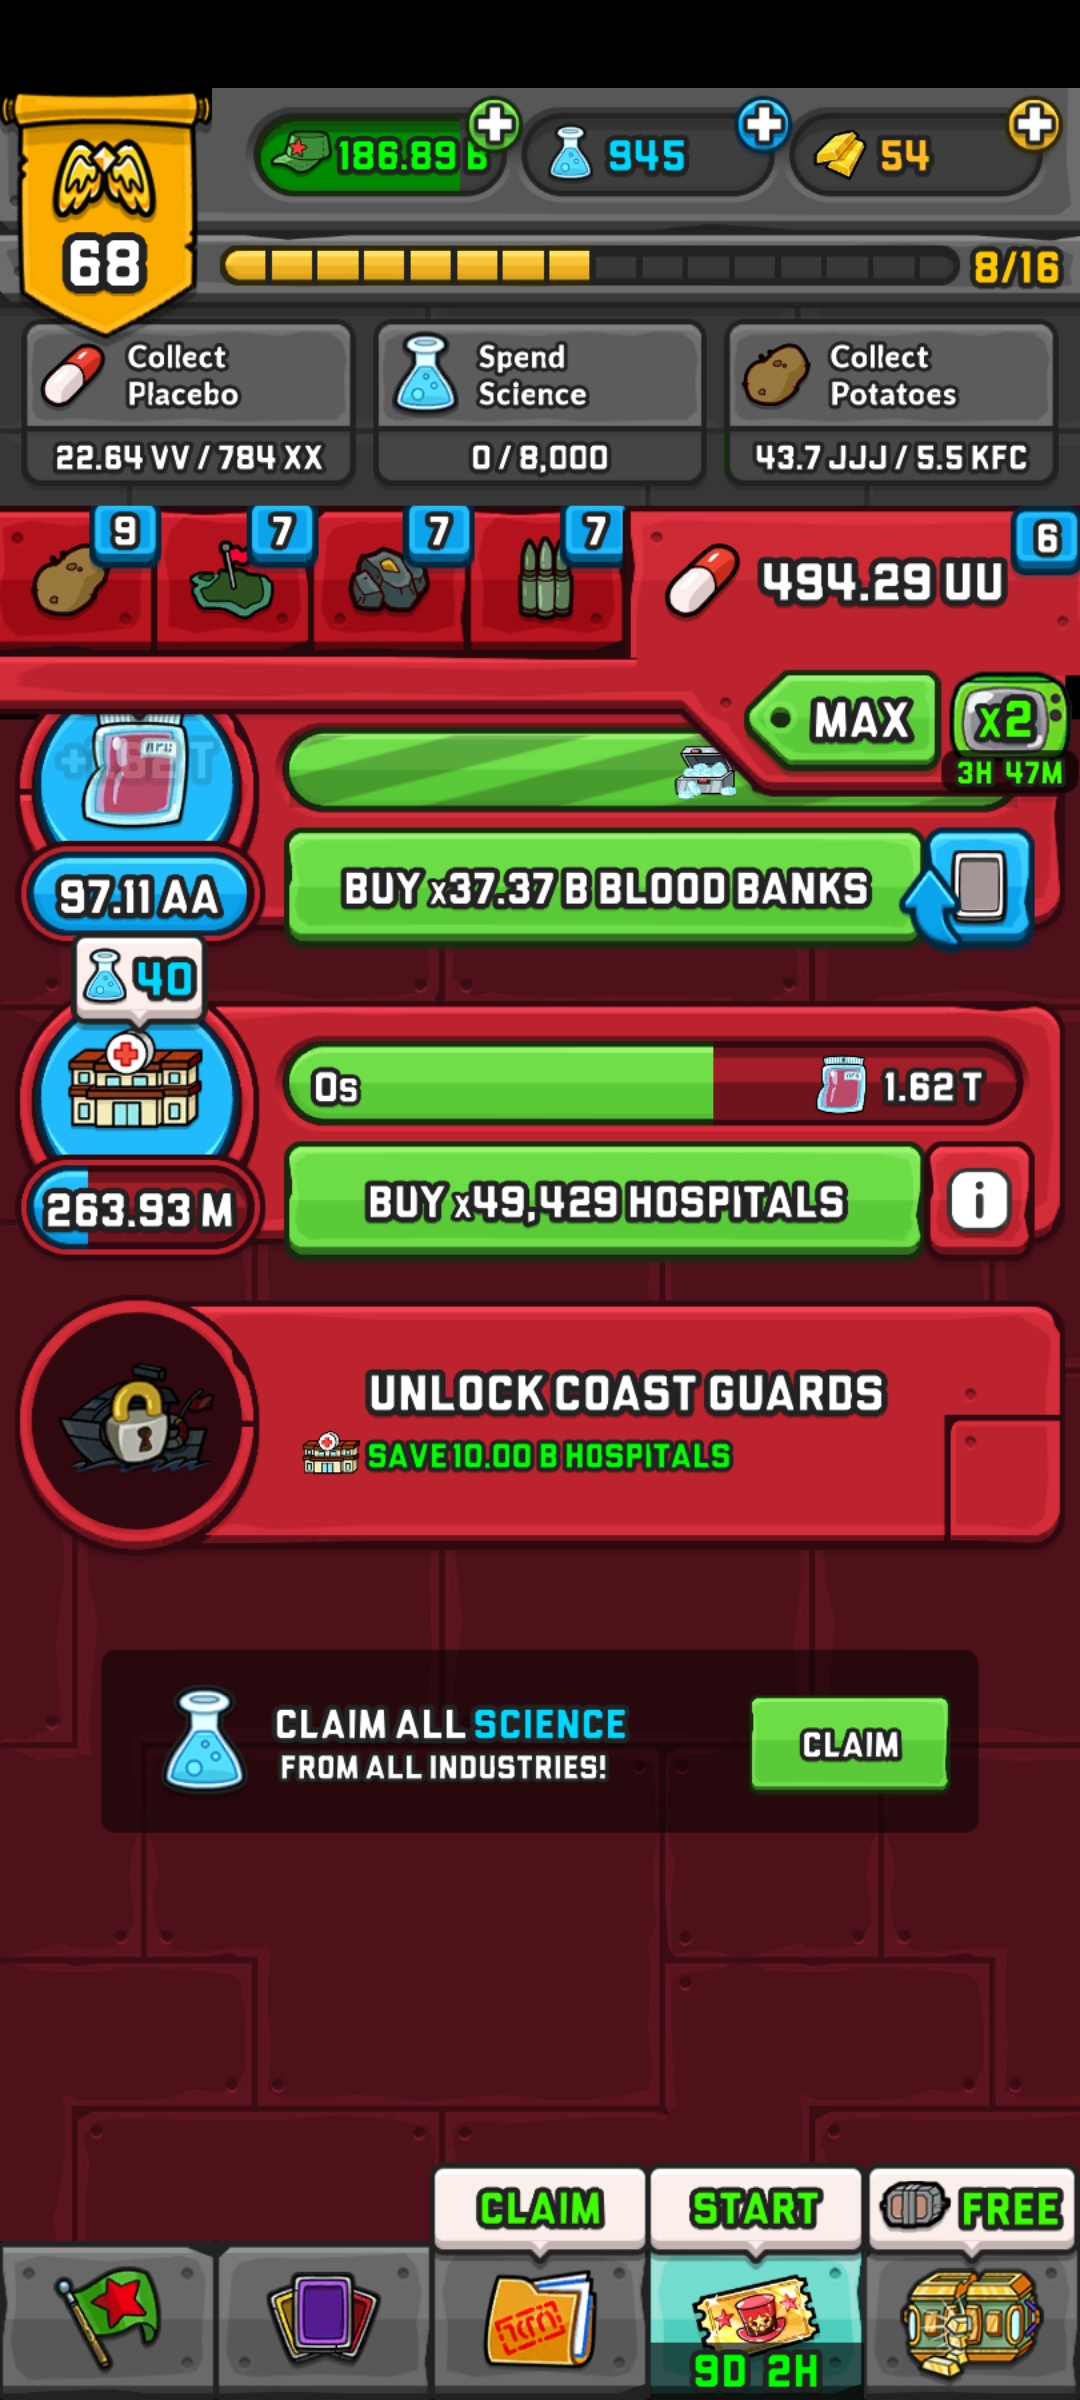 186.89 B
945
54
68
8/16
Collect
Placebo
22.64 VV / 784 XX
Spend
Science
0 / 8,000
Collect
Potatoes
43.7 JJJ / 5.5 KFC
9
7
7
7
6
494.29 UU
MAX
x2
3H 47M
97.11 AA
BUY x37.37 B BLOOD BANKS
40
0s
1.62 T
263.93 M
BUY x49,429 HOSPITALS
i
UNLOCK COAST GUARDS
SAVE 10.00 B HOSPITALS
CLAIM ALL SCIENCE
FROM ALL INDUSTRIES!
CLAIM
CLAIM
START
FREE
9D 2H